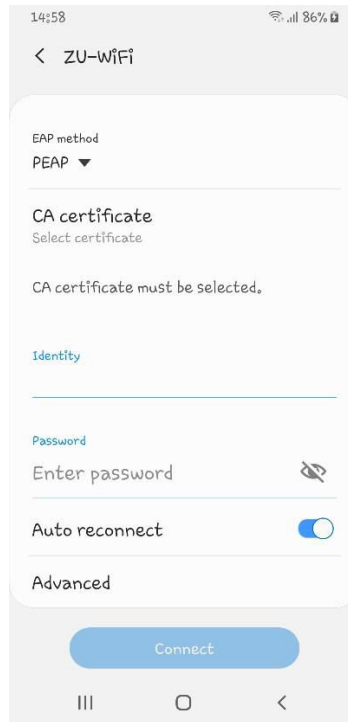 14:58 86%
ZU-WiFi
EAP method
PEAP
CA certificate
Select certificate
CA certificate must be selected.
Identity
Password
Enter password
Auto reconnect
Advanced
Connect